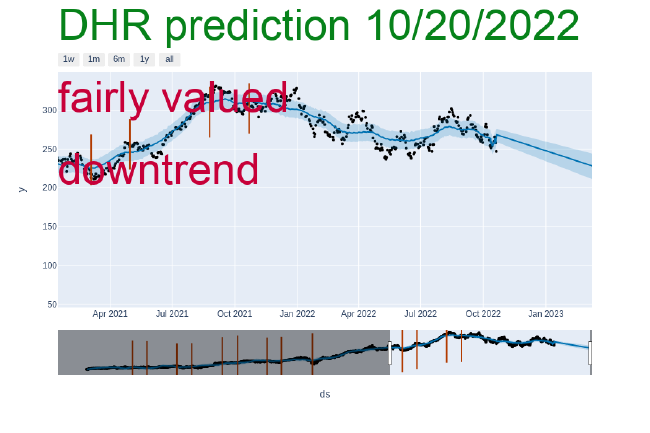 DHR prediction 10/20/2022
1w 1m 6m 1y all
fairly valued
downtrend
300
250
200
150
100
50
y
Apr 2021 Jul 2021 Oct 2021 Jan 2022 Apr 2022 Jul 2022 Oct 2022 Jan 2023
ds